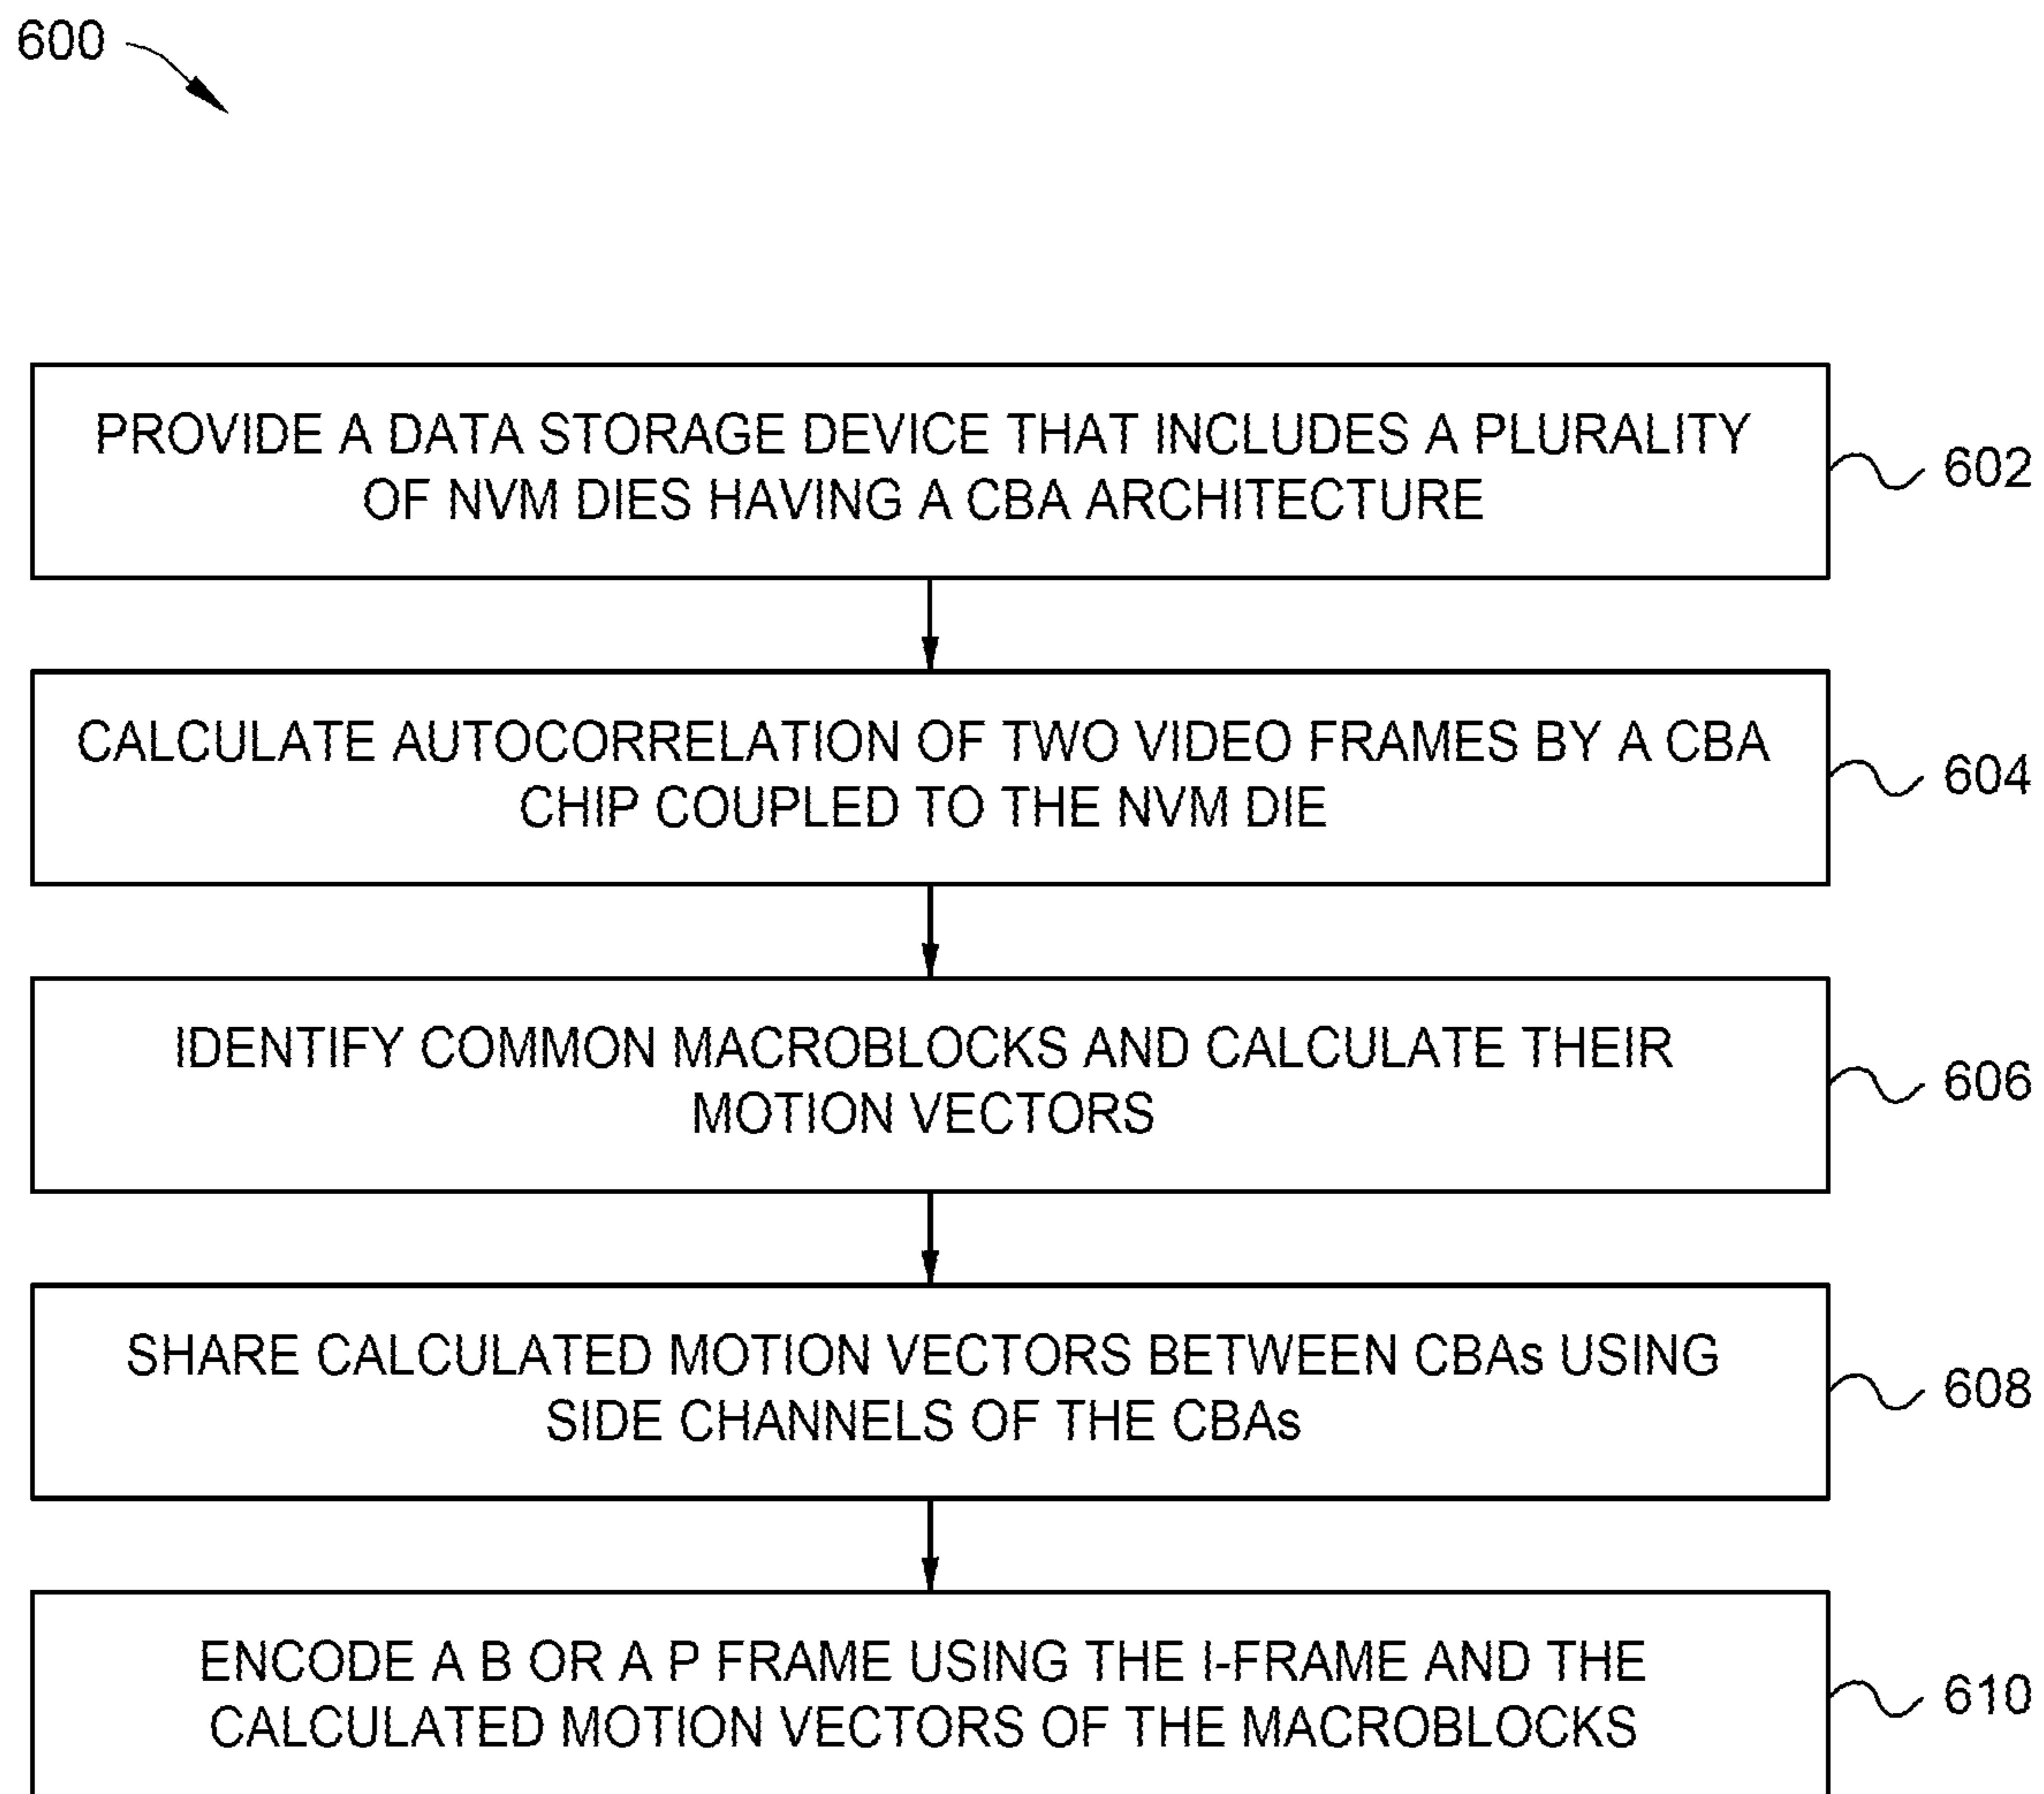 600
PROVIDE A DATA STORAGE DEVICE THAT INCLUDES A PLURALITY
OF NVM DIES HAVING A CBA ARCHITECTURE
602
CALCULATE AUTOCORRELATION OF TWO VIDEO FRAMES BY A CBA
CHIP COUPLED TO THE NVM DIE
604
IDENTIFY COMMON MACROBLOCKS AND CALCULATE THEIR
MOTION VECTORS
606
SHARE CALCULATED MOTION VECTORS BETWEEN CBAs USING
SIDE CHANNELS OF THE CBAs
608
ENCODE A B OR A P FRAME USING THE I-FRAME AND THE
CALCULATED MOTION VECTORS OF THE MACROBLOCKS
610